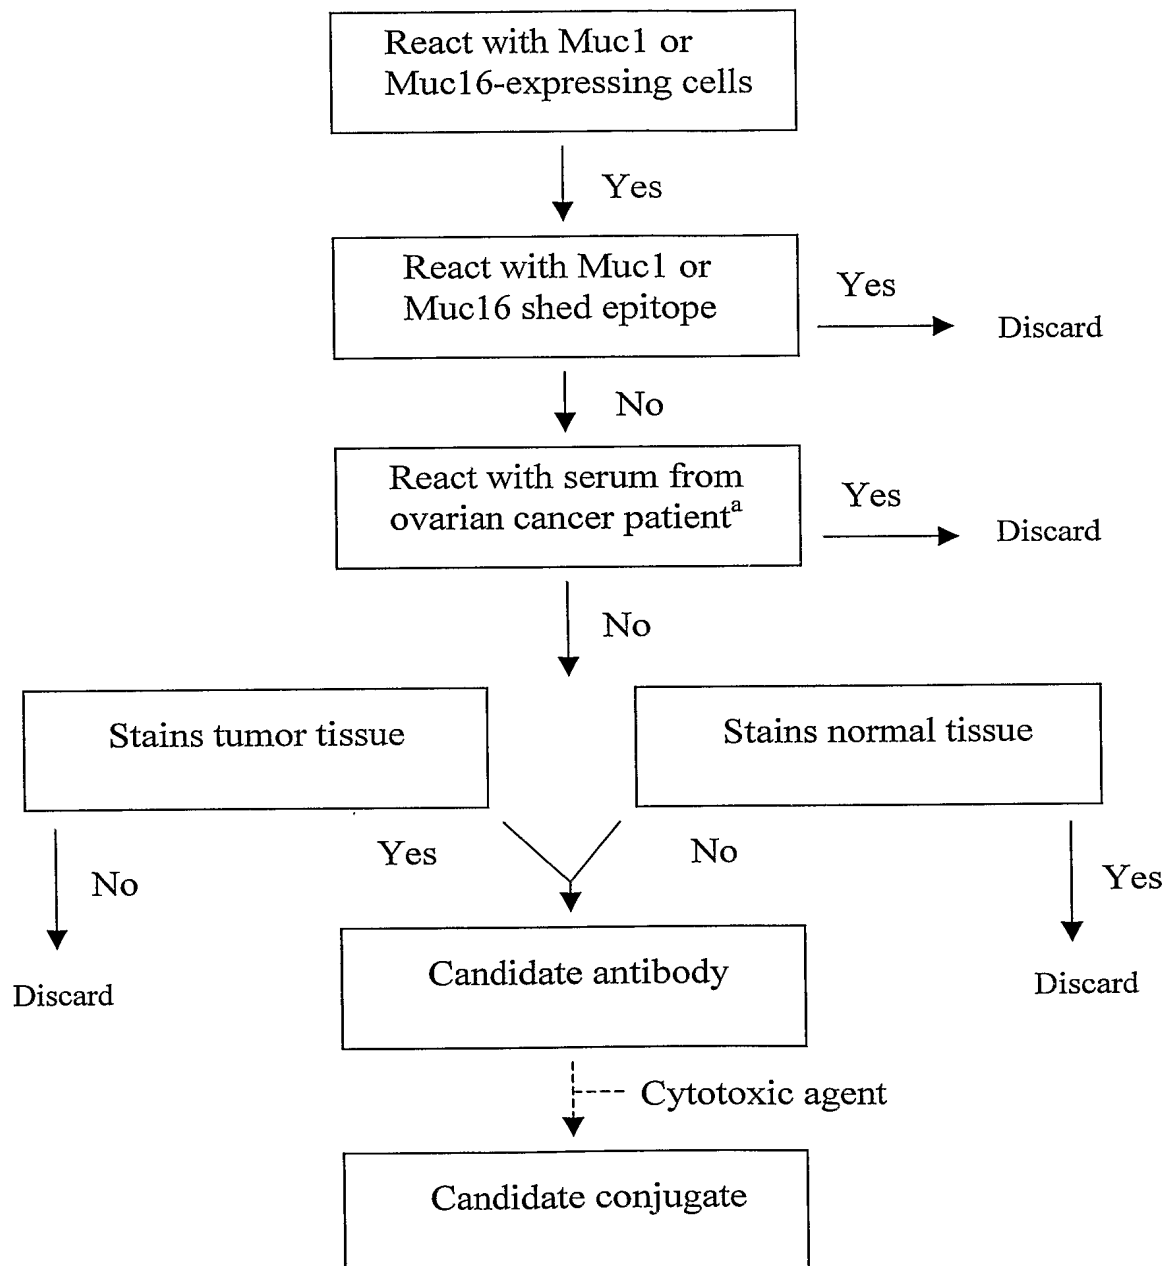 React with Muc1 or
Muc16-expressing cells
Yes
React with Muc1 or
Muc16 shed epitope
Yes
Discard
No
React with serum from
ovarian cancer patientᵃ
Yes
Discard
No
Stains tumor tissue
Stains normal tissue
Yes
No
No
Yes
Discard
Candidate antibody
Discard
Cytotoxic agent
Candidate conjugate